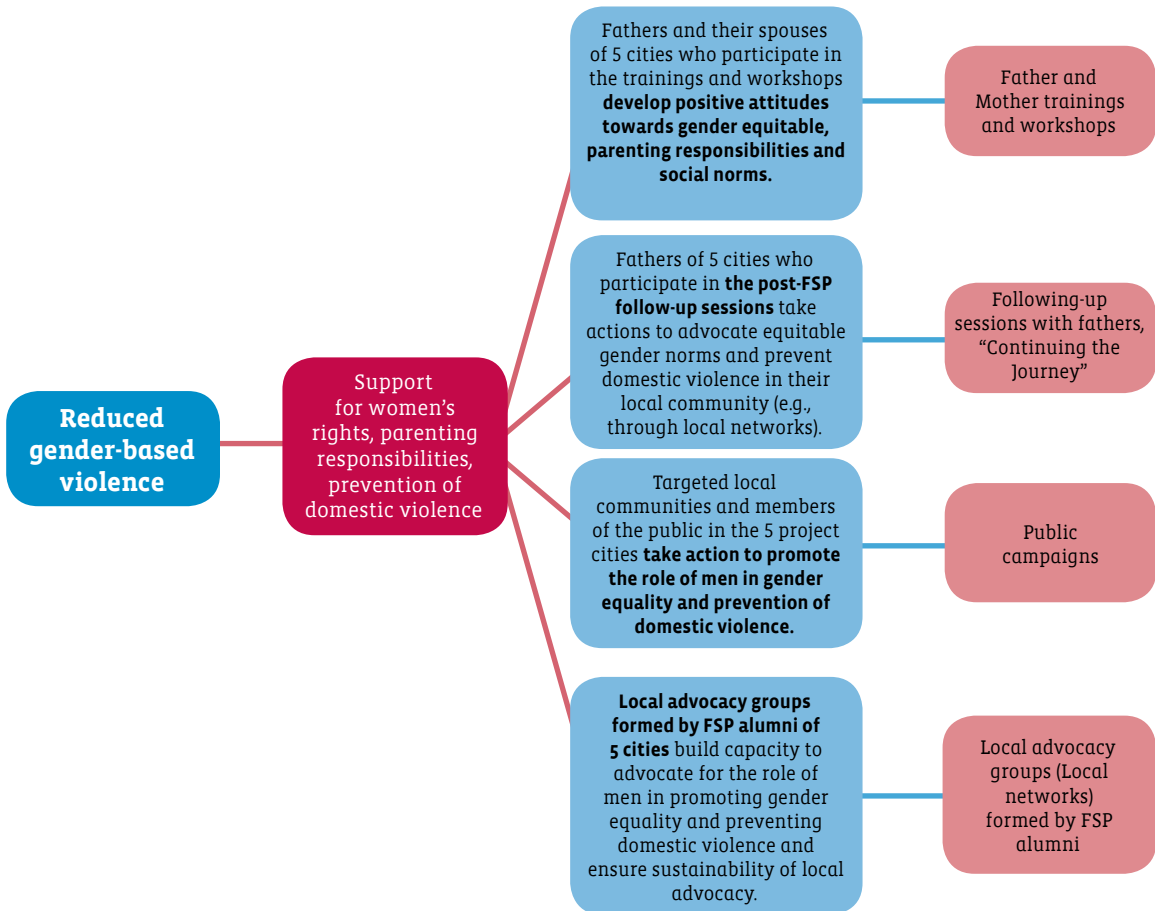 Reduced
gender-based
violence
Support
for women's
rights, parenting
responsibilities,
prevention of
domestic violence
Fathers and their spouses
of 5 cities who participate in
the trainings and workshops
develop positive attitudes
towards gender equitable,
parenting responsibilities and
social norms.
Father and
Mother trainings
and workshops
Fathers of 5 cities who
participate in the post-FSP
follow-up sessions take
actions to advocate equitable
gender norms and prevent
domestic violence in their
local community (e.g.,
through local networks).
Following-up
sessions with fathers,
“Continuing the
Journey”
Targeted local
communities and members
of the public in the 5 project
cities take action to promote
the role of men in gender
equality and prevention of
domestic violence.
Public
campaigns
Local advocacy groups
formed by FSP alumni of
5 cities build capacity to
advocate for the role of
men in promoting gender
equality and preventing
domestic violence and
ensure sustainability of local
advocacy.
Local advocacy
groups (Local
networks)
formed by FSP
alumni